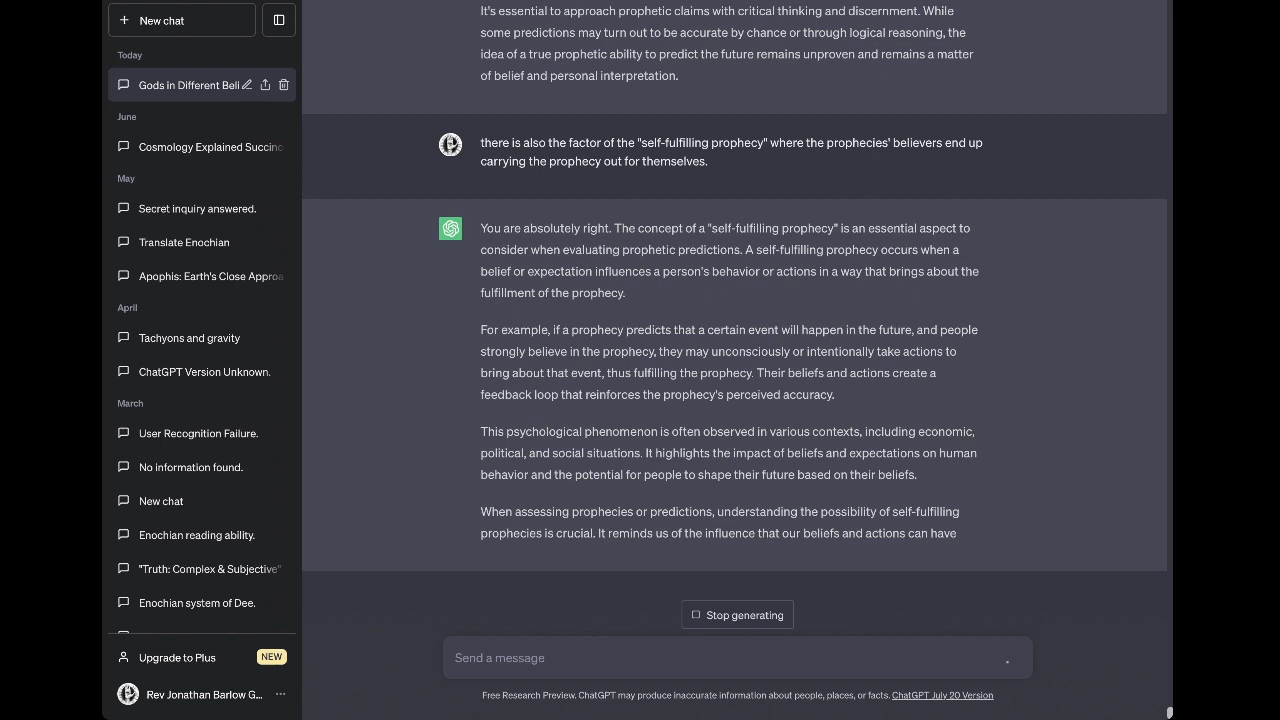 New chat
Today
Gods in Different Beli
June
Cosmology Explained Succinc
May
Secret inquiry answered.
Translate Enochian
Apophis: Earth's Close Approa
April
Tachyons and gravity
ChatGPT Version Unknown.
March
User Recognition Failure.
No information found.
New chat
Enochian reading ability.
"Truth: Complex & Subjective"
Enochian system of Dee.
Upgrade to Plus
NEW
Rev Jonathan Barlow G...
It's essential to approach prophetic claims with critical thinking and discernment. While
some predictions may turn out to be accurate by chance or through logical reasoning, the
idea of a true prophetic ability to predict the future remains unproven and remains a matter
of belief and personal interpretation.
there is also the factor of the "self-fulfilling prophecy" where the prophecies' believers end up
carrying the prophecy out for themselves.
You are absolutely right. The concept of a "self-fulfilling prophecy" is an essential aspect to
consider when evaluating prophetic predictions. A self-fulfilling prophecy occurs when a
belief or expectation influences a person's behavior or actions in a way that brings about the
fulfillment of the prophecy.
For example, if a prophecy predicts that a certain event will happen in the future, and people
strongly believe in the prophecy, they may unconsciously or intentionally take actions to
bring about that event, thus fulfilling the prophecy. Their beliefs and actions create a
feedback loop that reinforces the prophecy's perceived accuracy.
This psychological phenomenon is often observed in various contexts, including economic,
political, and social situations. It highlights the impact of beliefs and expectations on human
behavior and the potential for people to shape their future based on their beliefs.
When assessing prophecies or predictions, understanding the possibility of self-fulfilling
prophecies is crucial. It reminds us of the influence that our beliefs and actions can have
Stop generating
Send a message
Free Research Preview. ChatGPT may produce inaccurate information about people, places, or facts. ChatGPT July 20 Version